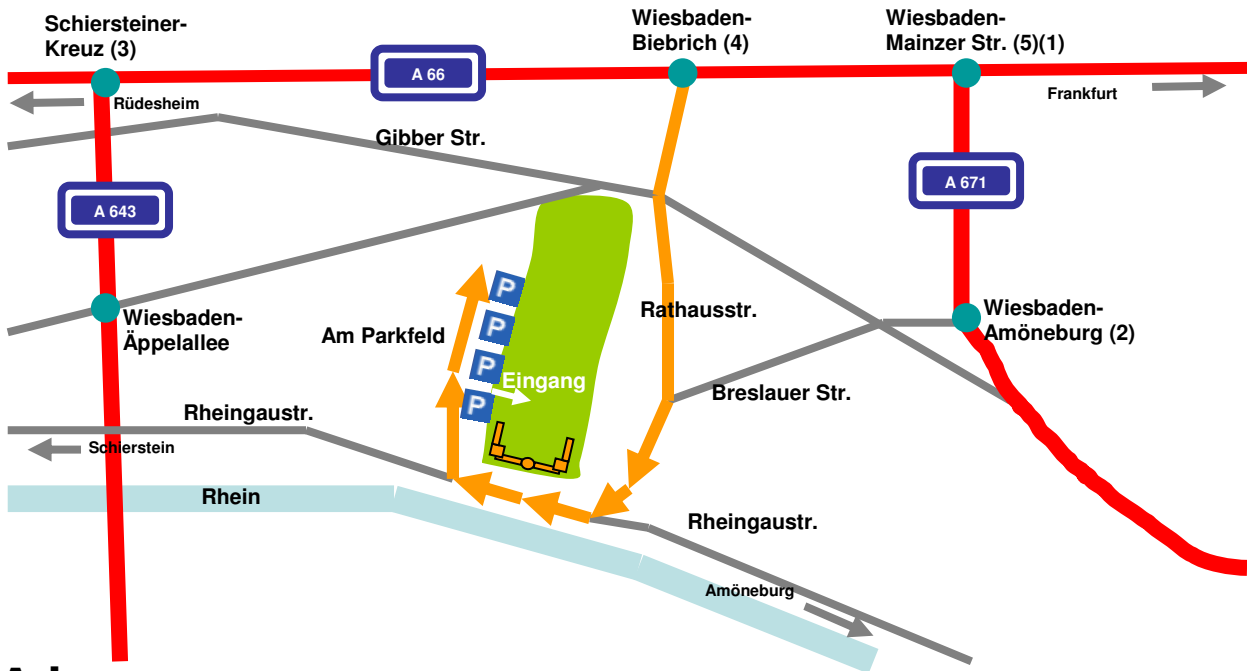 Schiersteiner-
Kreuz (3)
Wiesbaden-
Biebrich (4)
Wiesbaden-
Mainzer Str. (5)(1)
A 66
Rüdesheim
Frankfurt
Gibber Str.
A 643
A 671
Wiesbaden-
Äppelallee
Am Parkfeld
P
P
P
P
Eingang
Rathausstr.
Wiesbaden-
Amöneburg (2)
Breslauer Str.
Rheingaustr.
Schierstein
Rhein
Rheingaustr.
Amöneburg